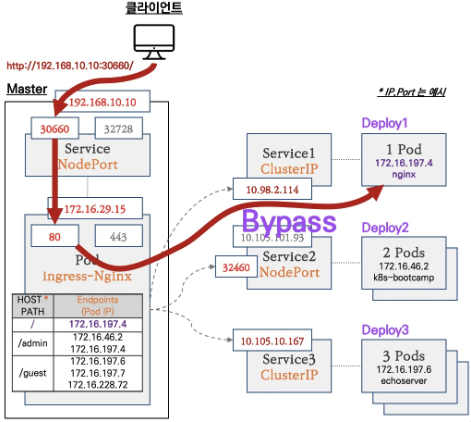 클라이언트
http://192.168.10.10:30660/
Master
192.168.10.10
* IP,Port 는 예시
30660
32728
Service
NodePort
172.16.29.15
80
443
Pod
ingress-Nginx
HOST *
PATH
Endpoints
(Pod IP)
/
172.16.197.4
/admin
172.16.46.2
172.16.197.4
/guest
172.16.197.6
172.16.197.7
172.16.228.72
Service1
ClusterIP
10.98.2.114
Deploy1
1 Pod
172.16.197.4
nginx
Bypass
10.105.101.93
32460
Service2
NodePort
Deploy2
2 Pods
172.16.46.2
k8s-bootcamp
10.105.10.167
Service3
ClusterIP
Deploy3
3 Pods
172.16.197.6
echoserver